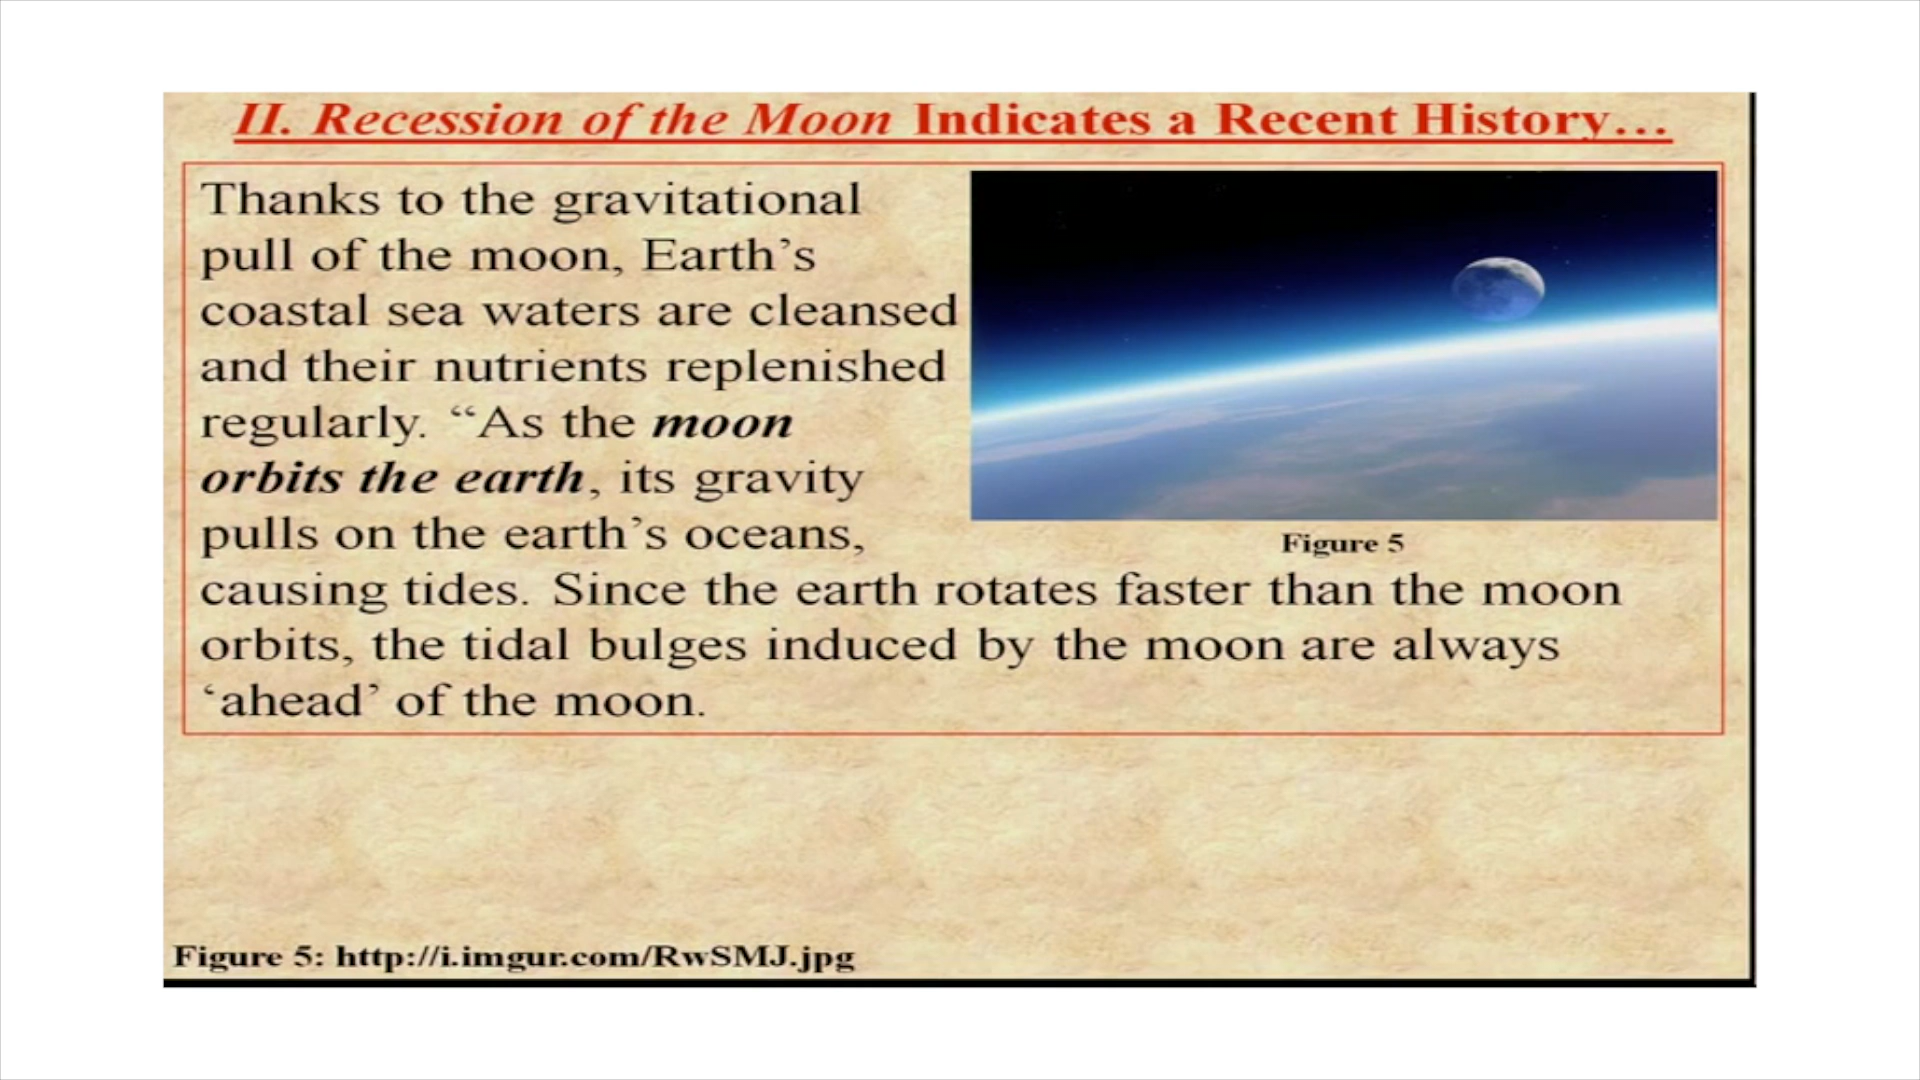 II. Recession of the Moon Indicates a Recent History…
Thanks to the gravitational
pull of the moon, Earth’s
coastal sea waters are cleansed
and their nutrients replenished
regularly. “As the moon
orbits the earth, its gravity
pulls on the earth’s oceans,
causing tides. Since the earth rotates faster than the moon
orbits, the tidal bulges induced by the moon are always
‘ahead’ of the moon.
Figure 5
Figure 5: http://i.imgur.com/RwSMJ.jpg